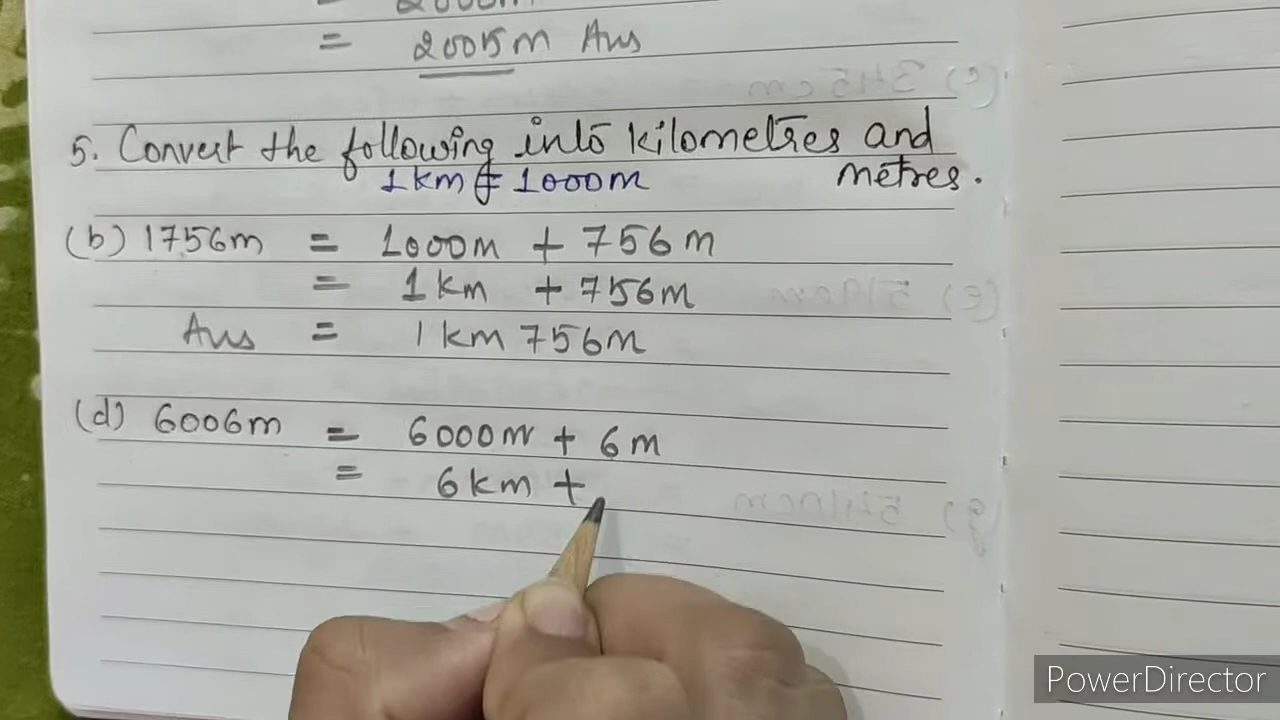 = 2005m Ans
5. Convert the following into kilometres and
1km = 1000m metres.
(b) 1756m = 1000m + 756m
= 1km + 756m
Ans = 1km 756m
(d) 6006m = 6000m + 6m
= 6km +
PowerDirector